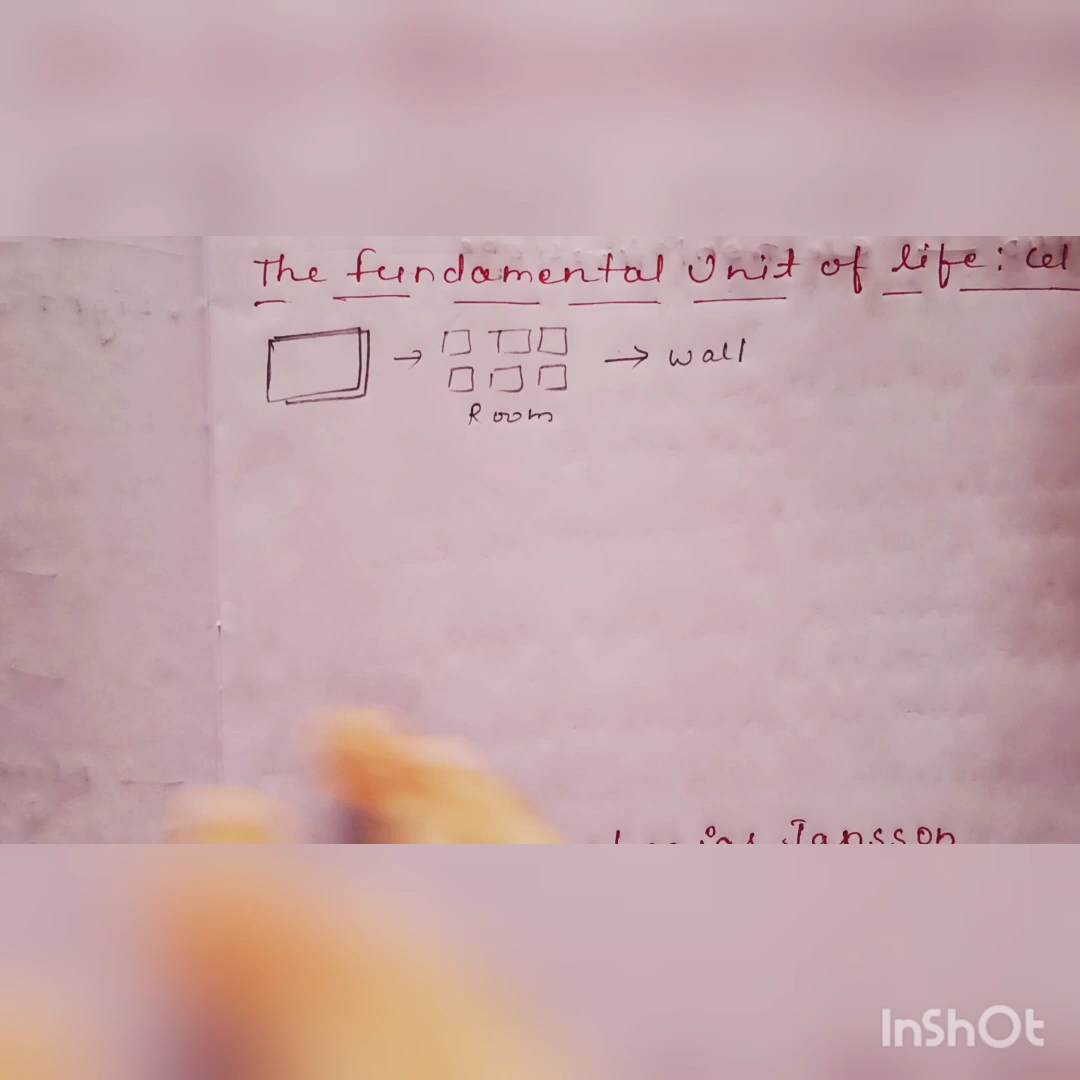 The fundamental Unit of life: Cel
→ → wall
Room
Jansson
InShOt